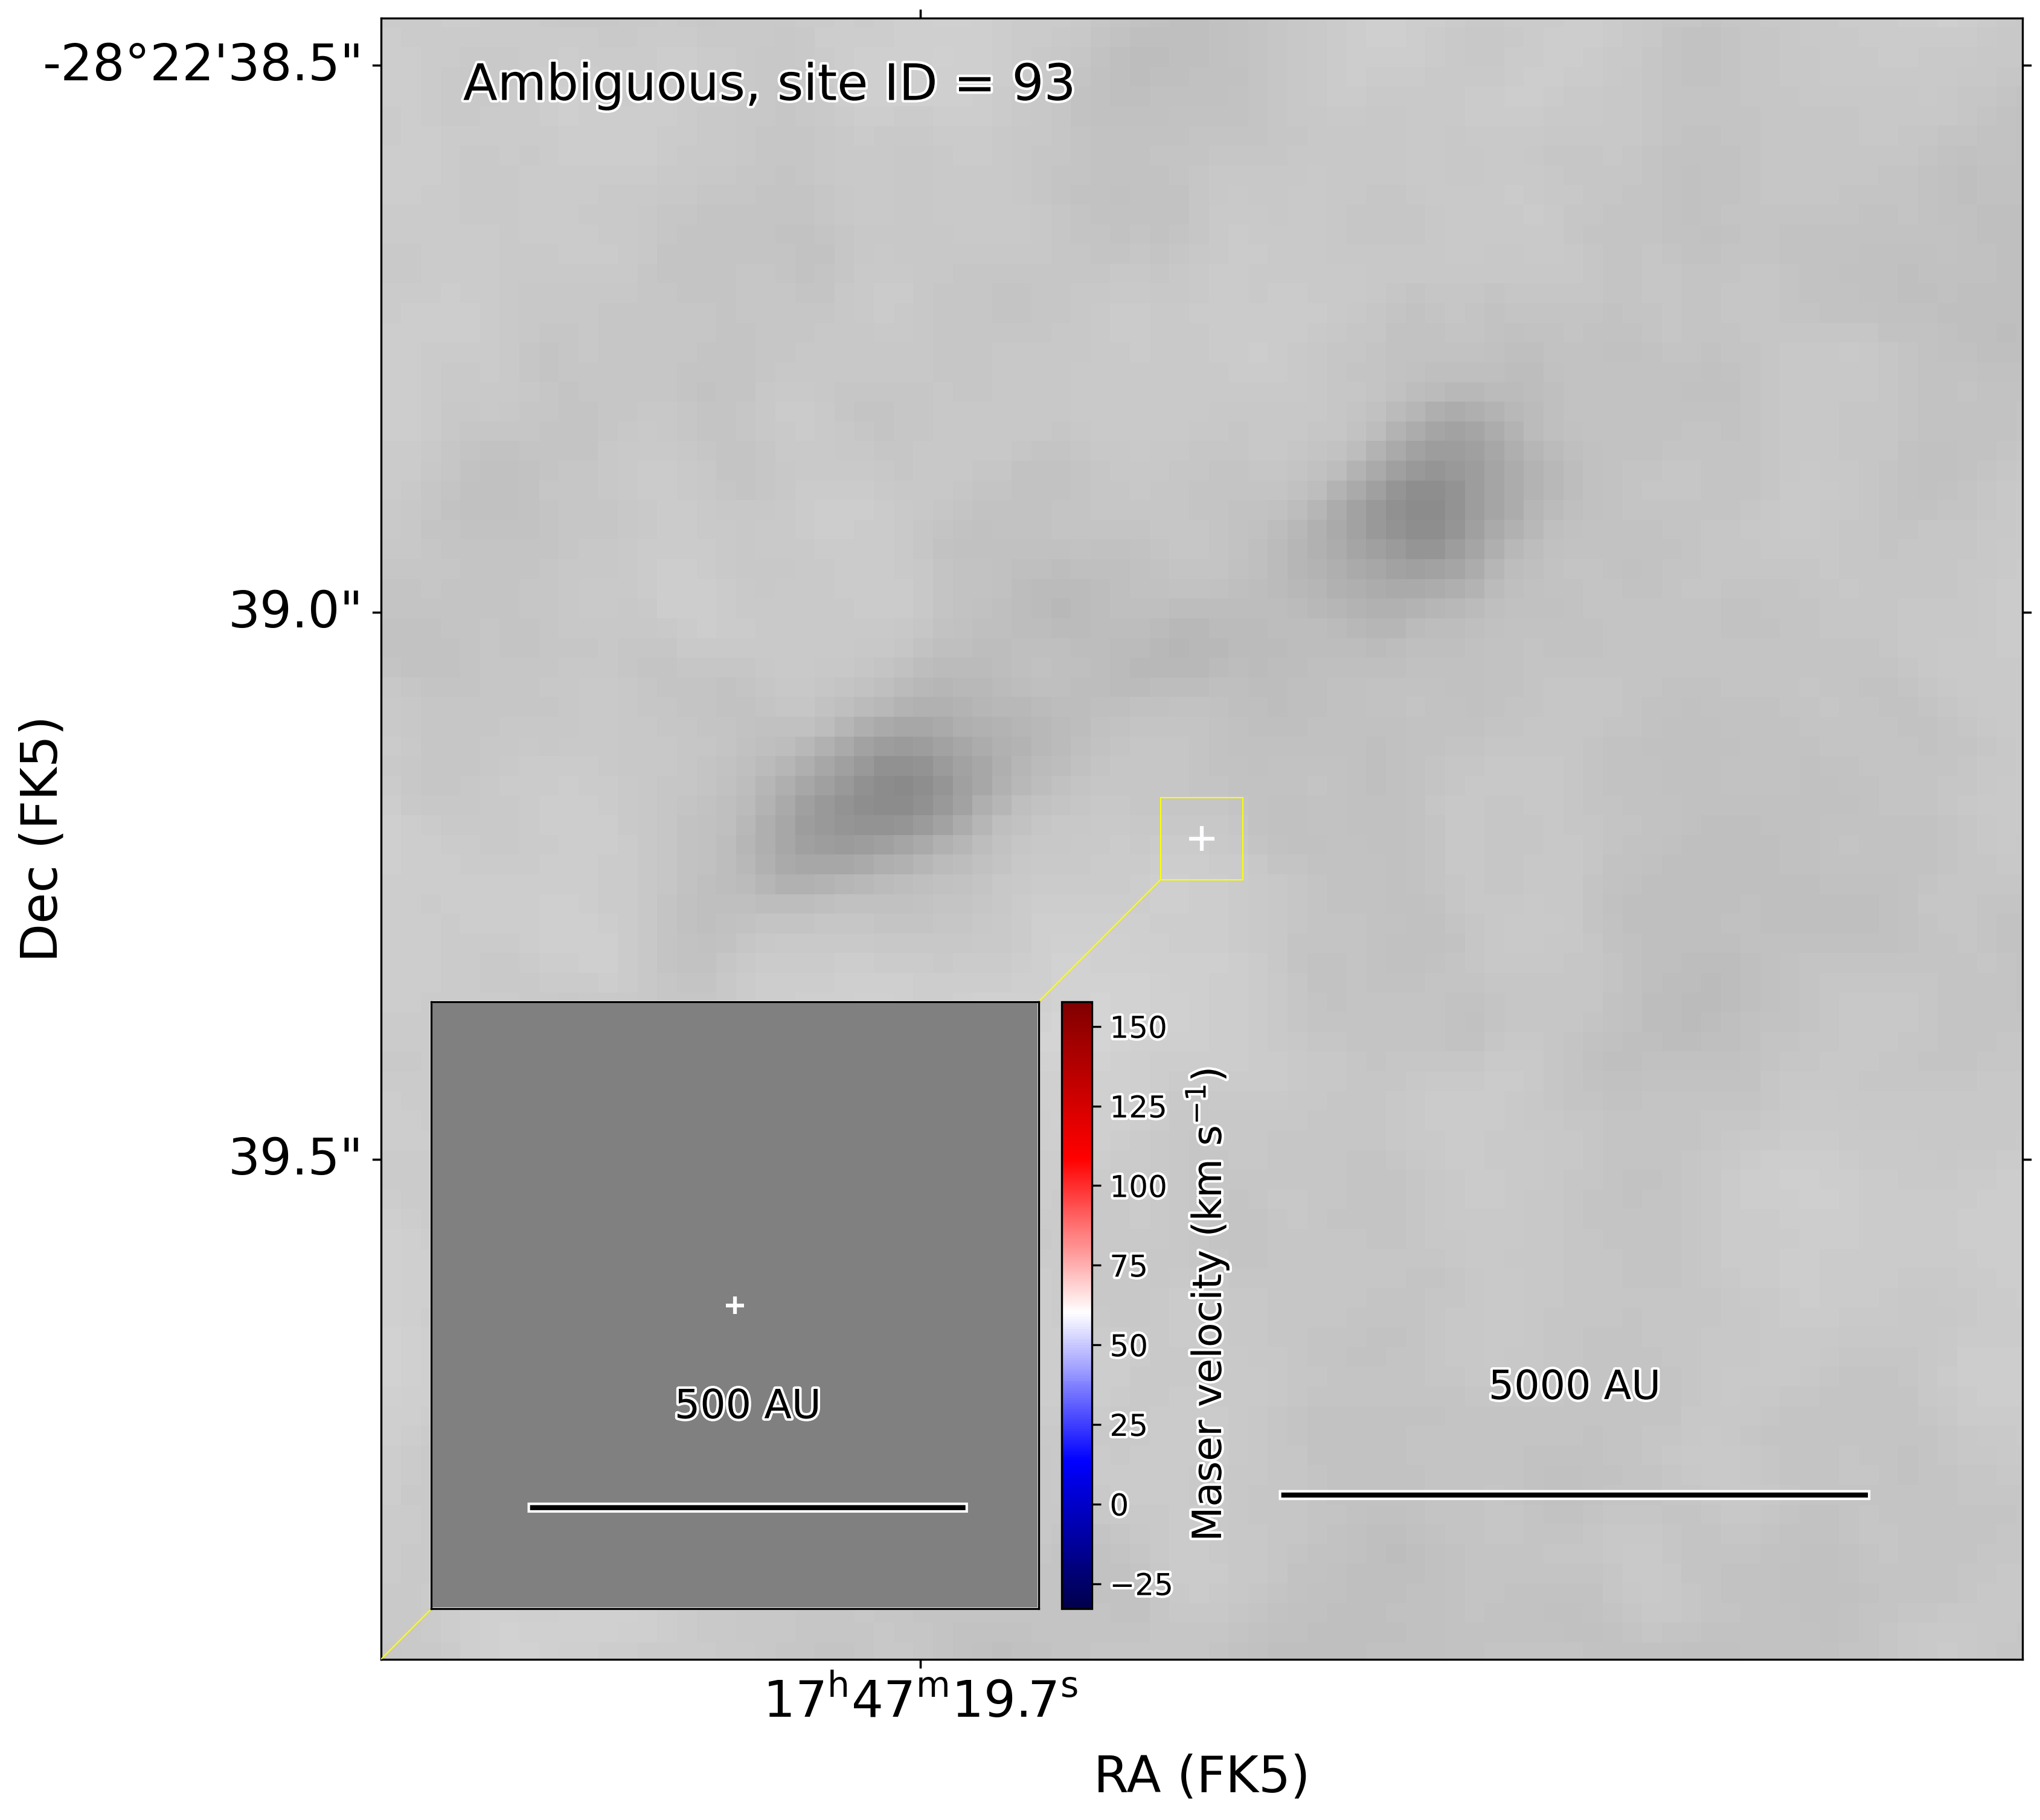 Ambiguous, site ID = 93
-28°22'38.5"
39.0"
39.5"
Dec (FK5)
500 AU
150
125
100
75
50
25
0
−25
Maser velocity (km s⁻¹)
5000 AU
17ʰ47ᵐ19.7ˢ
RA (FK5)